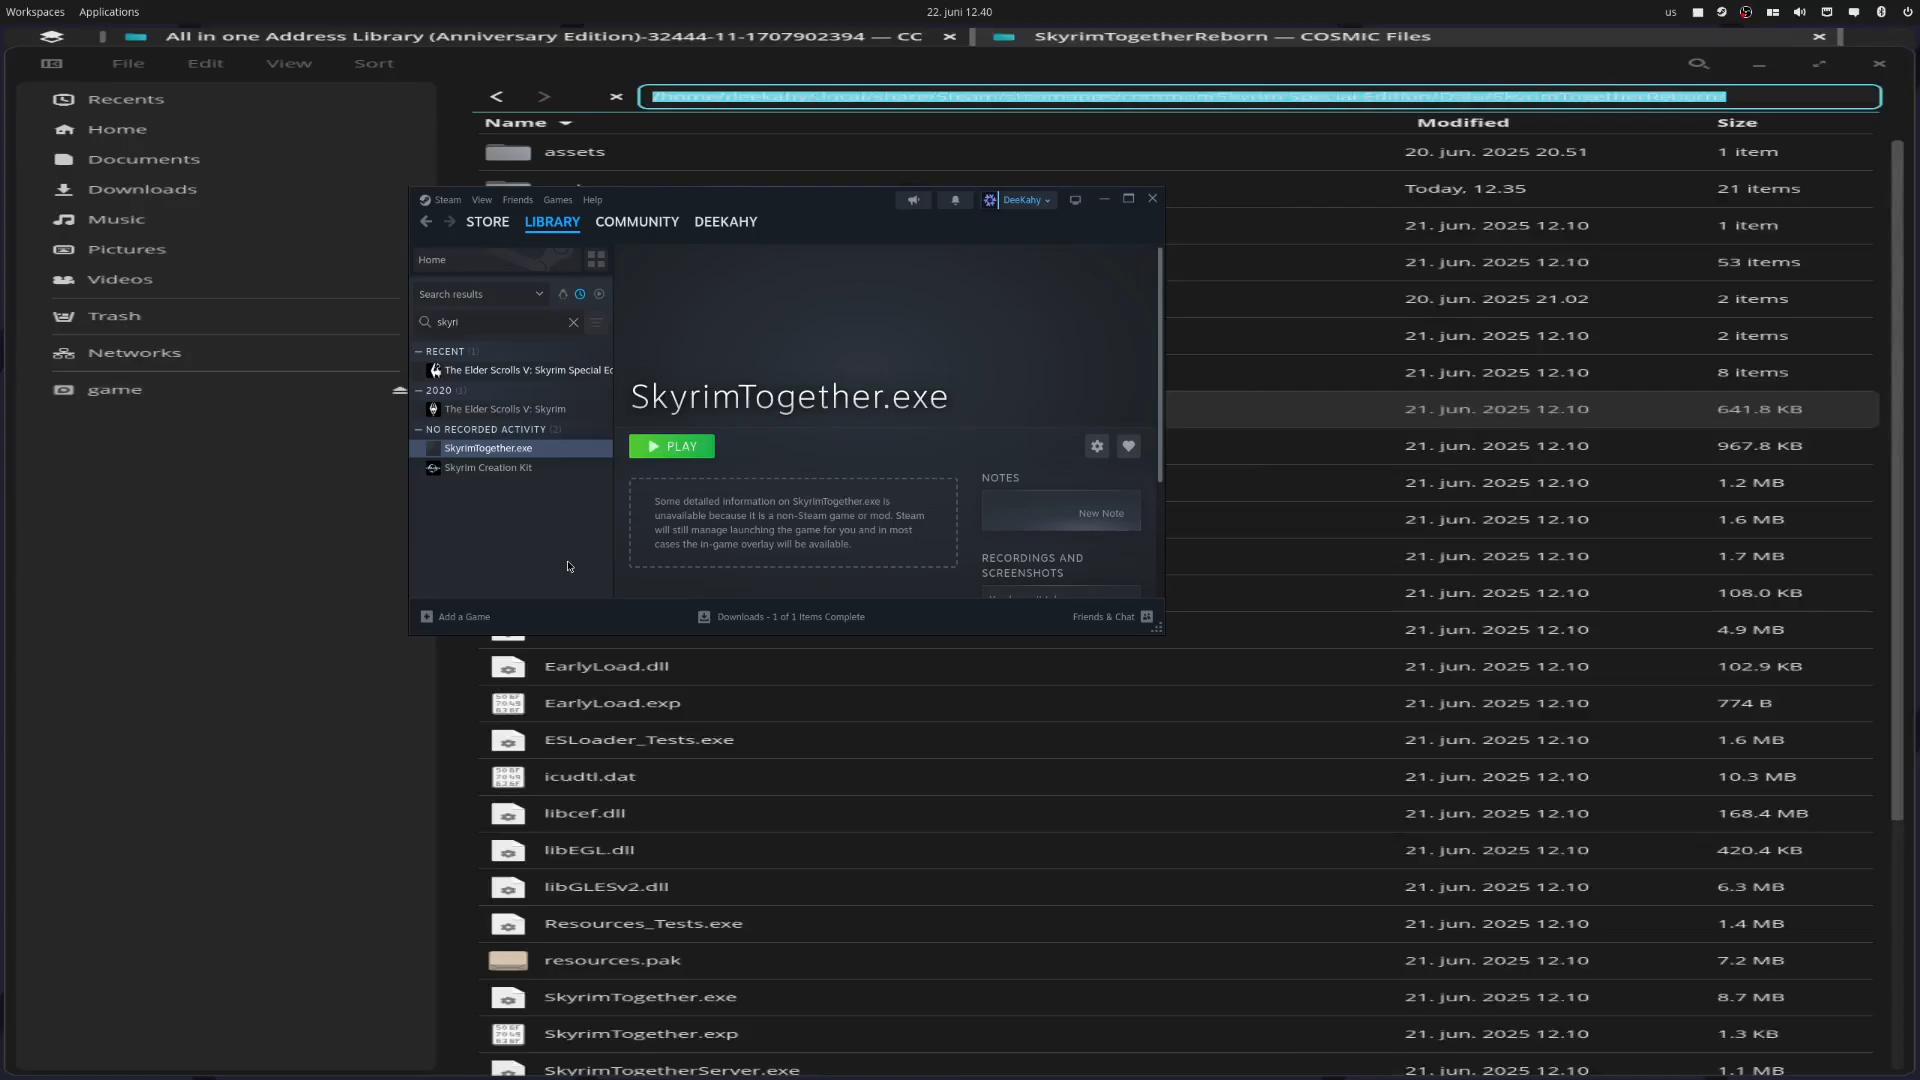 Workspaces Applications 22. juni 12.40 us
All in one Address Library (Anniversary Edition)-32444-11-1707902394 — CC SkyrimTogetherReborn — COSMIC Files
File Edit View Sort
Recents
Home
Documents
Downloads
Music
Pictures
Videos
Trash
Networks
game
/home/deekahy/.local/share/Steam/steamapps/common/Skyrim Special Edition/Data/SkyrimTogetherReborn
Name Modified Size
assets 20. jun. 2025 20.51 1 item
Today, 12.35 21 items
21. jun. 2025 12.10 1 item
21. jun. 2025 12.10 53 items
20. jun. 2025 21.02 2 items
21. jun. 2025 12.10 2 items
21. jun. 2025 12.10 8 items
21. jun. 2025 12.10 641.8 KB
21. jun. 2025 12.10 967.8 KB
21. jun. 2025 12.10 1.2 MB
21. jun. 2025 12.10 1.6 MB
21. jun. 2025 12.10 1.7 MB
21. jun. 2025 12.10 108.0 KB
21. jun. 2025 12.10 4.9 MB
EarlyLoad.dll 21. jun. 2025 12.10 102.9 KB
EarlyLoad.exp 21. jun. 2025 12.10 774 B
ESLoader_Tests.exe 21. jun. 2025 12.10 1.6 MB
icudtl.dat 21. jun. 2025 12.10 10.3 MB
libcef.dll 21. jun. 2025 12.10 168.4 MB
libEGL.dll 21. jun. 2025 12.10 420.4 KB
libGLESv2.dll 21. jun. 2025 12.10 6.3 MB
Resources_Tests.exe 21. jun. 2025 12.10 1.4 MB
resources.pak 21. jun. 2025 12.10 7.2 MB
SkyrimTogether.exe 21. jun. 2025 12.10 8.7 MB
SkyrimTogether.exp 21. jun. 2025 12.10 1.3 KB
SkyrimTogetherServer.exe 21. jun. 2025 12.10 1.1 MB
Steam View Friends Games Help DeeKahy
STORE LIBRARY COMMUNITY DEEKAHY
Home
Search results
skyri
— RECENT (1)
The Elder Scrolls V: Skyrim Special Ec
— 2020 (1)
The Elder Scrolls V: Skyrim
— NO RECORDED ACTIVITY (2)
SkyrimTogether.exe
Skyrim Creation Kit
SkyrimTogether.exe
PLAY
Some detailed information on SkyrimTogether.exe is
unavailable because it is a non-Steam game or mod. Steam
will still manage launching the game for you and in most
cases the in-game overlay will be available.
NOTES
New Note
RECORDINGS AND
SCREENSHOTS
Add a Game Downloads - 1 of 1 Items Complete Friends & Chat